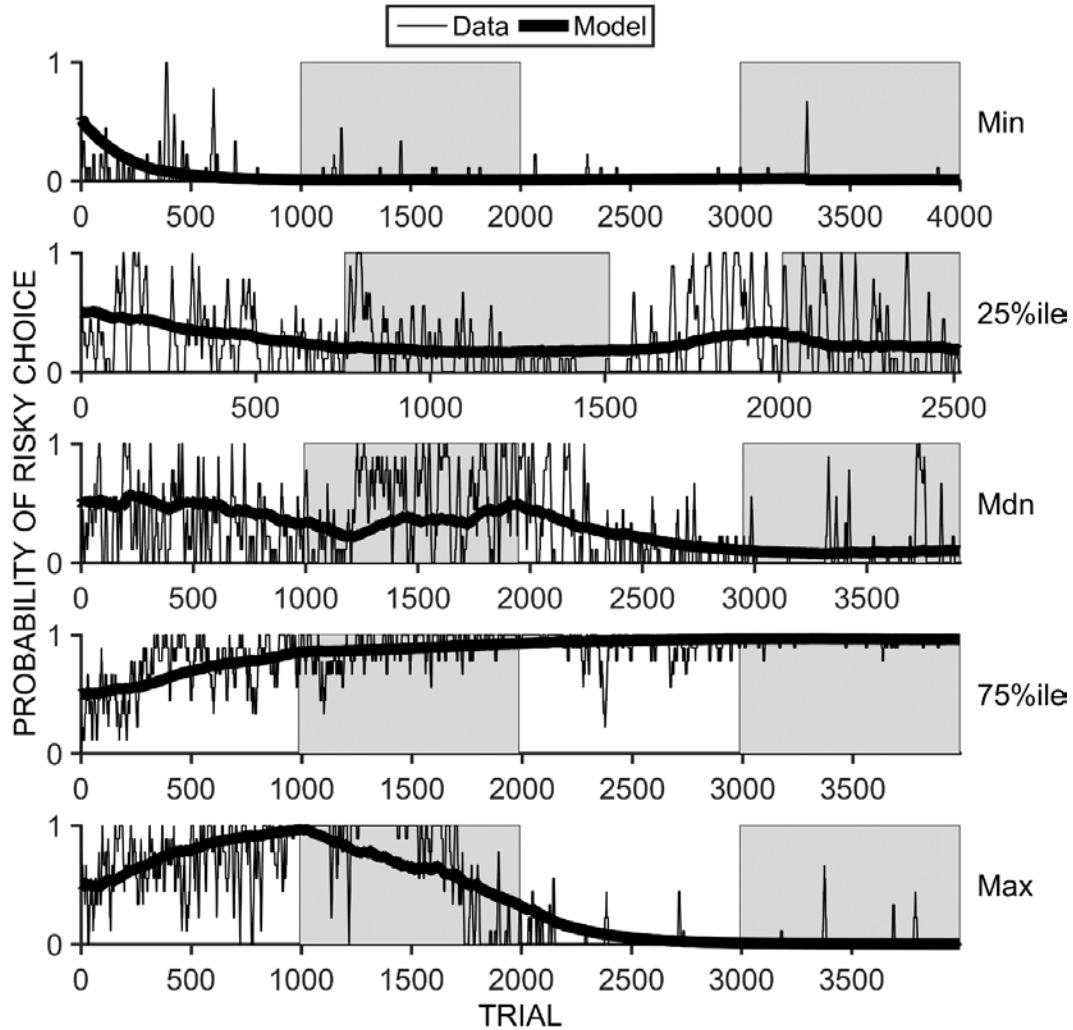 Data Model
PROBABILITY OF RISKY CHOICE
1
0
0 500 1000 1500 2000 2500 3000 3500 4000
Min
1
0
0 500 1000 1500 2000 2500
25%ile
1
0
0 500 1000 1500 2000 2500 3000 3500
Mdn
1
0
0 500 1000 1500 2000 2500 3000 3500
75%ile
1
0
0 500 1000 1500 2000 2500 3000 3500
Max
TRIAL